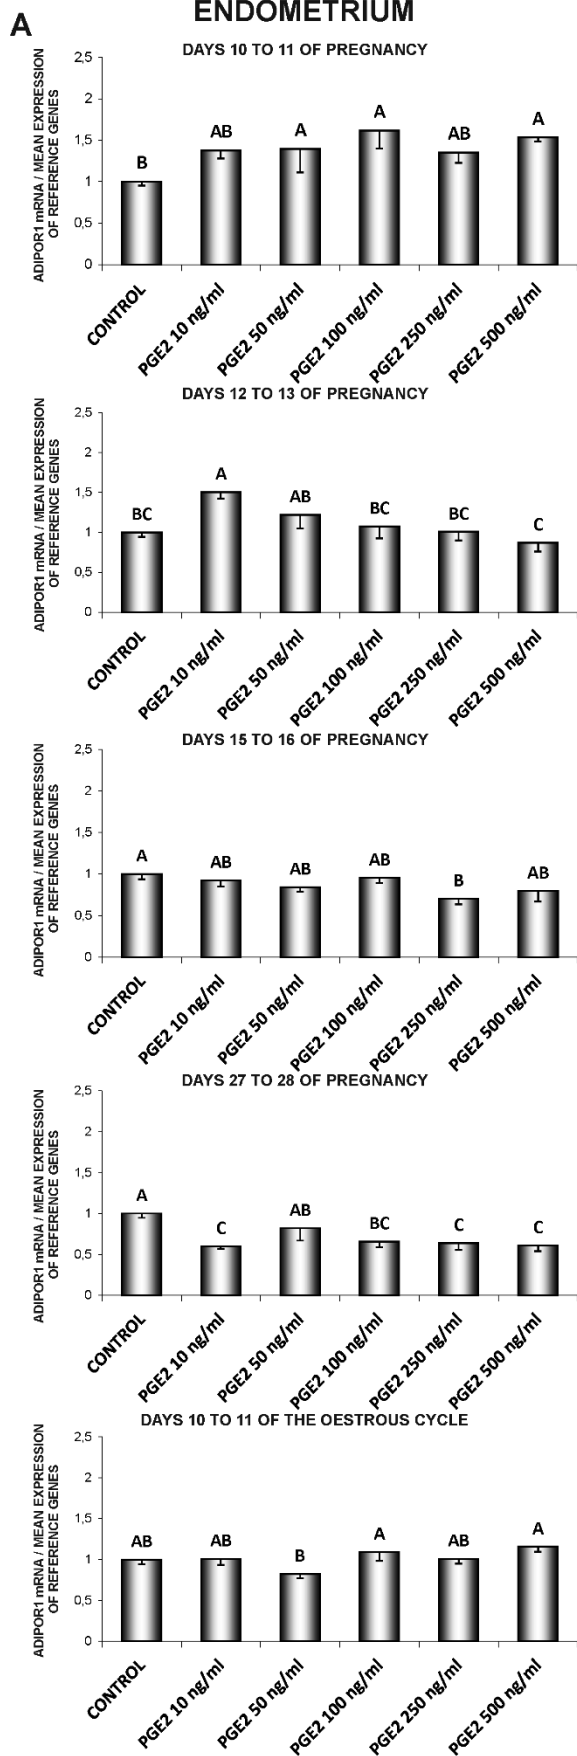 ENDOMETRIUM
A
DAYS 10 TO 11 OF PREGNANCY
ADIPOR1 mRNA / MEAN EXPRESSION
OF REFERENCE GENES
2,5
2
1,5
1
0,5
0
B
AB
A
A
AB
A
CONTROL
PGE2 10 ng/ml
PGE2 50 ng/ml
PGE2 100 ng/ml
PGE2 250 ng/ml
PGE2 500 ng/ml
DAYS 12 TO 13 OF PREGNANCY
ADIPOR1 mRNA / MEAN EXPRESSION
OF REFERENCE GENES
2,5
2
1,5
1
0,5
0
BC
A
AB
BC
BC
C
CONTROL
PGE2 10 ng/ml
PGE2 50 ng/ml
PGE2 100 ng/ml
PGE2 250 ng/ml
PGE2 500 ng/ml
DAYS 15 TO 16 OF PREGNANCY
ADIPOR1 mRNA / MEAN EXPRESSION
OF REFERENCE GENES
2,5
2
1,5
1
0,5
0
A
AB
AB
AB
B
AB
CONTROL
PGE2 10 ng/ml
PGE2 50 ng/ml
PGE2 100 ng/ml
PGE2 250 ng/ml
PGE2 500 ng/ml
DAYS 27 TO 28 OF PREGNANCY
ADIPOR1 mRNA / MEAN EXPRESSION
OF REFERENCE GENES
2,5
2
1,5
1
0,5
0
A
C
AB
BC
C
C
CONTROL
PGE2 10 ng/ml
PGE2 50 ng/ml
PGE2 100 ng/ml
PGE2 250 ng/ml
PGE2 500 ng/ml
DAYS 10 TO 11 OF THE OESTROUS CYCLE
ADIPOR1 mRNA / MEAN EXPRESSION
OF REFERENCE GENES
2,5
2
1,5
1
0,5
0
AB
AB
B
A
AB
A
CONTROL
PGE2 10 ng/ml
PGE2 50 ng/ml
PGE2 100 ng/ml
PGE2 250 ng/ml
PGE2 500 ng/ml